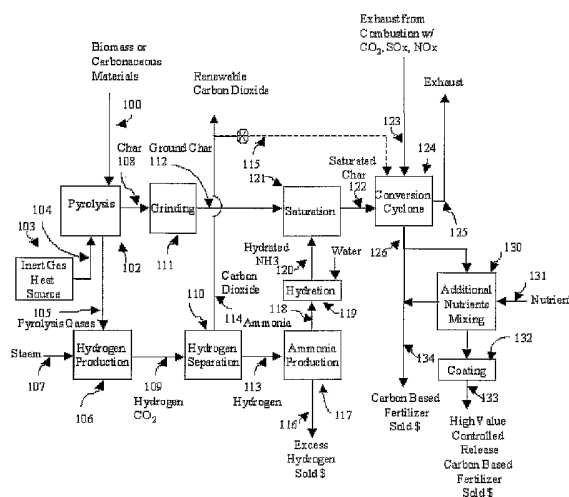 Exhaust from
Combustion w/
CO2, SOx, NOx
Biomass or
Carbonaceous
Materials
Renewable
Carbon Dioxide
Exhaust
100
123
124
Char
108
Ground Char
112
115
Saturated
Char
122
121
104
103
Pyrolysis
Grinding
Saturation
Conversion
Cyclone
102
111
125
126
Inert Gas
Heat
Source
Hydrated
NH3
120
Water
130
131
Carbon
Dioxide
110
114
Hydration
119
118
Additional
Nutrients
Mixing
Nutrient
105
Pyrolysis Gases
Ammonia
Steam
107
Hydrogen
Production
Hydrogen
Separation
Ammonia
Production
132
Coating
109
Hydrogen
CO2
113
Hydrogen
106
116
117
134
133
Carbon Based
Fertilizer
Sold $
Excess
Hydrogen
Sold $
High Value
Controlled
Release
Carbon Based
Fertilizer
Sold $